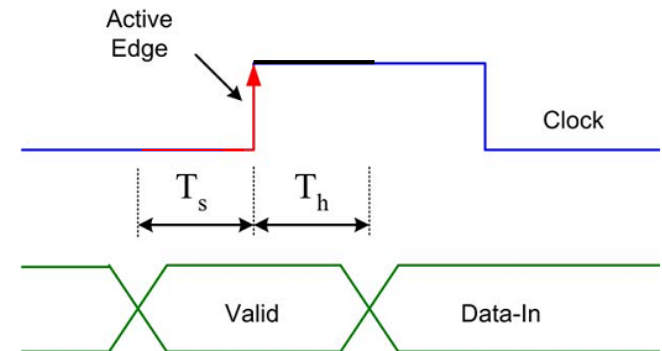 Active
Edge
Clock
Ts
Th
Valid
Data-In